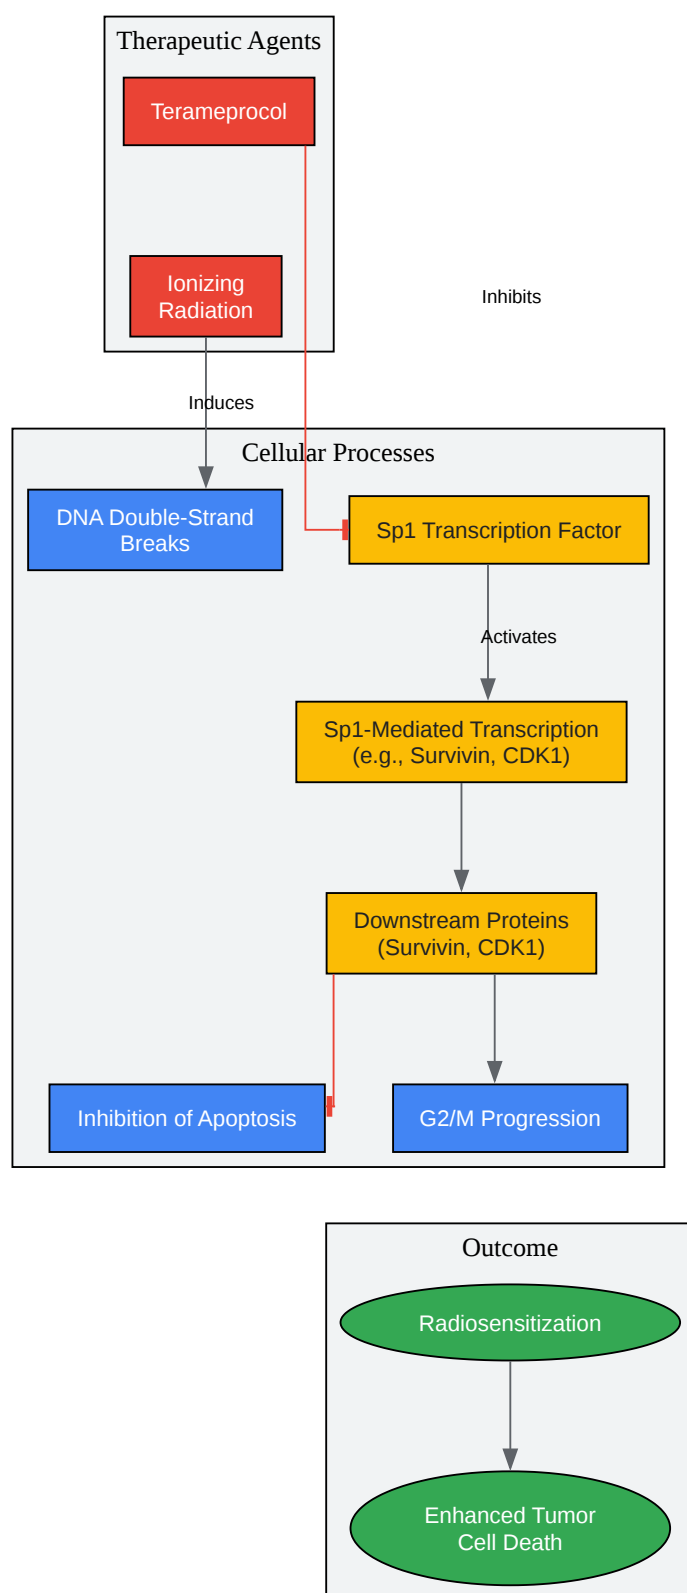 Therapeutic Agents
Terameprocol
Ionizing
Radiation
Inhibits
Induces
Cellular Processes
DNA Double-Strand
Breaks
Sp1 Transcription Factor
Activates
Sp1-Mediated Transcription
(e.g., Survivin, CDK1)
Downstream Proteins
(Survivin, CDK1)
Inhibition of Apoptosis
G2/M Progression
Outcome
Radiosensitization
Enhanced Tumor
Cell Death